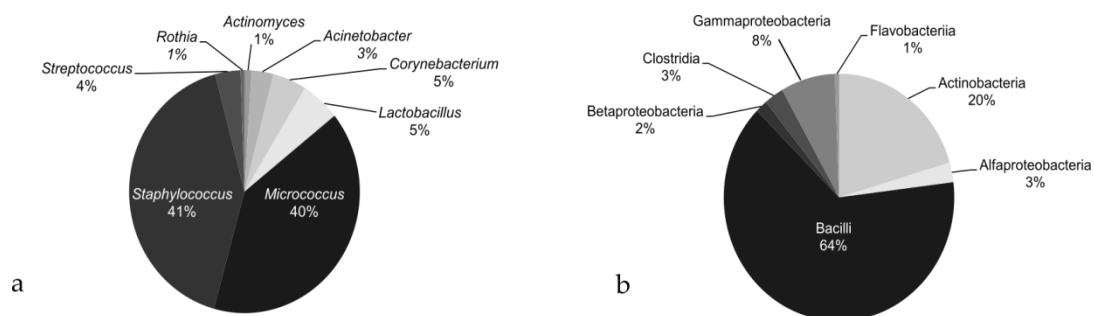 Actinomyces
1%
Rothia
1%
Acinetobacter
3%
Streptococcus
4%
Corynebacterium
5%
Lactobacillus
5%
Staphylococcus
41%
Micrococcus
40%
a
Gammaproteobacteria
8%
Flavobacteriia
1%
Clostridia
3%
Actinobacteria
20%
Betaproteobacteria
2%
Alfaproteobacteria
3%
Bacilli
64%
b